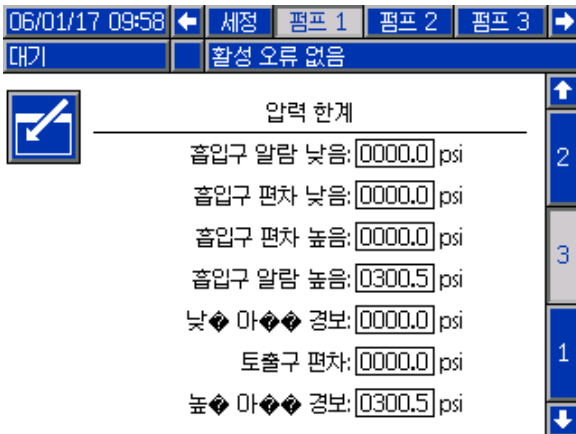 06/01/17 09:58 세정 펌프 1 펌프 2 펌프 3
대기 활성 오류 없음
압력 한계
흡입구 알람 낮음: 0000.0 psi
흡입구 편차 낮음: 0000.0 psi
흡입구 편차 높음: 0000.0 psi
흡입구 알람 높음: 0300.5 psi
낮� 아�� 경보: 0000.0 psi
토출구 편차: 0000.0 psi
높� 아�� 경보: 0300.5 psi
2
3
1